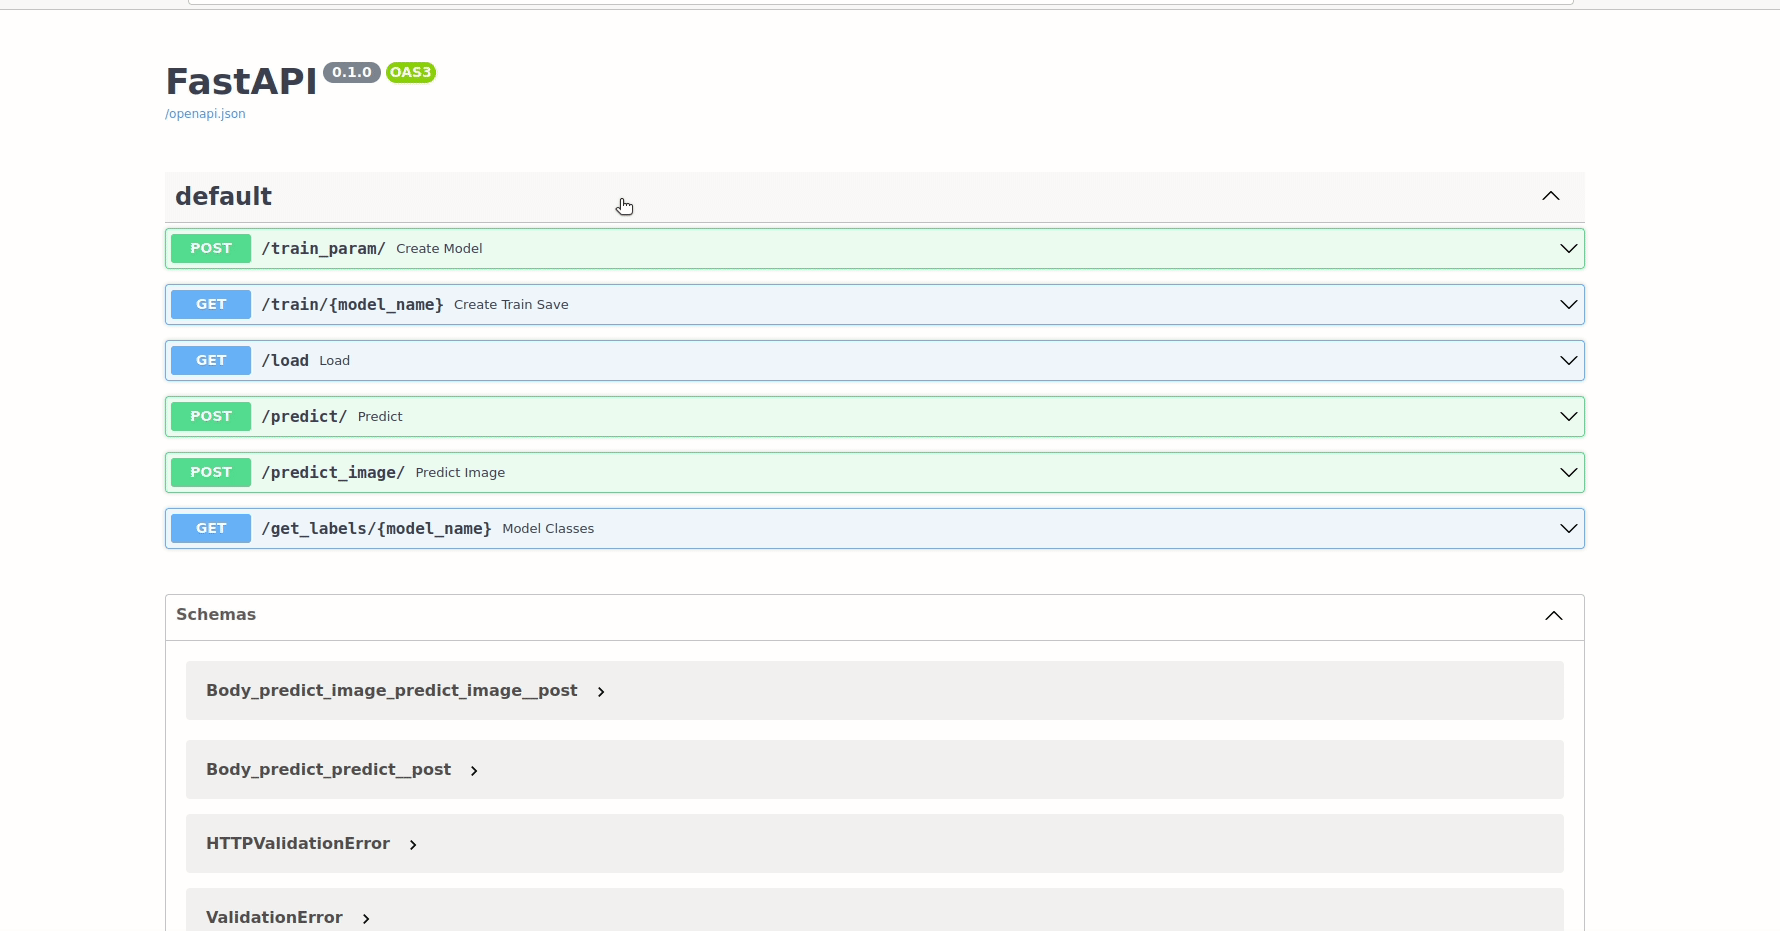 FastAPI 0.1.0 OAS3
/openapi.json
default
POST /train_param/ Create Model
GET /train/{model_name} Create Train Save
GET /load Load
POST /predict/ Predict
POST /predict_image/ Predict Image
GET /get_labels/{model_name} Model Classes
Schemas
Body_predict_image_predict_image__post
Body_predict_predict__post
HTTPValidationError
ValidationError